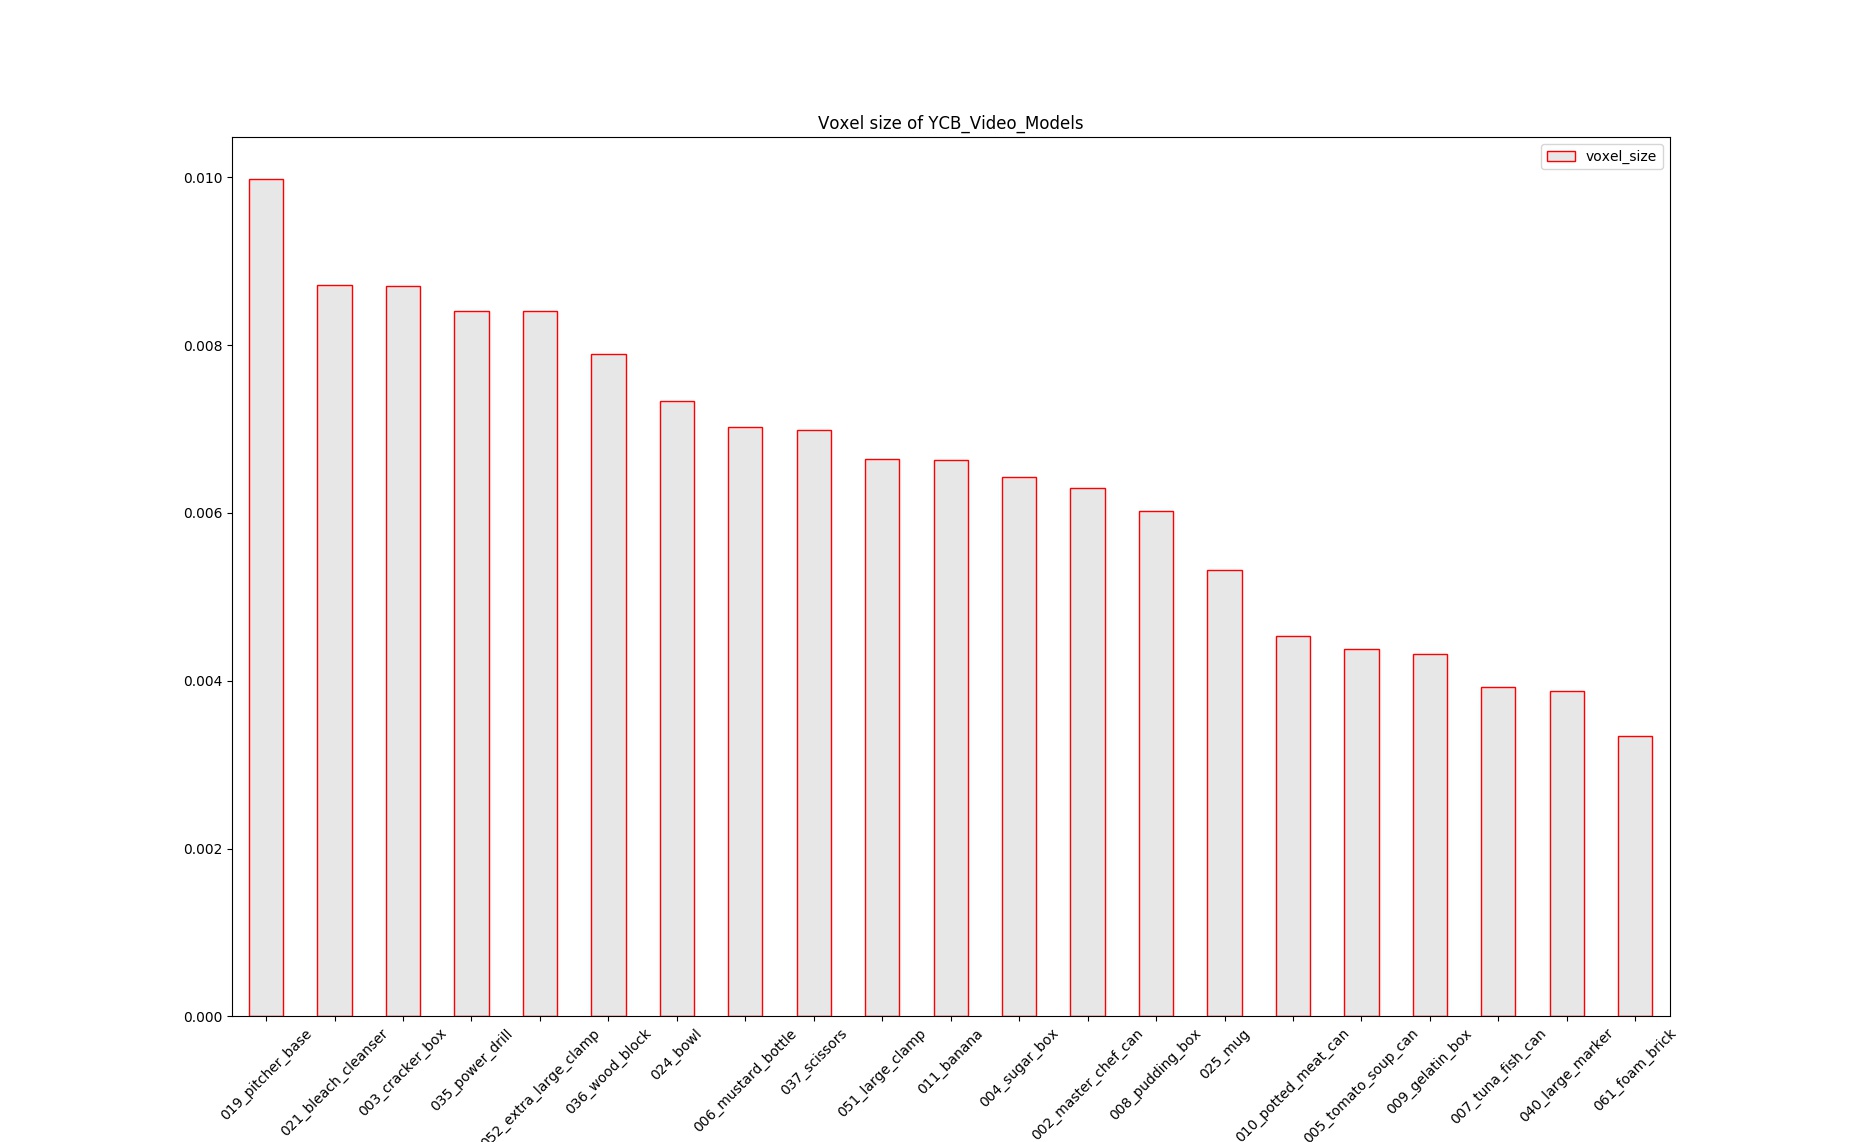 Voxel size of YCB_Video_Models
voxel_size
0.010
0.008
0.006
0.004
0.002
0.000
019_pitcher_base
021_bleach_cleanser
003_cracker_box
035_power_drill
052_extra_large_clamp
036_wood_block
024_bowl
006_mustard_bottle
037_scissors
051_large_clamp
011_banana
004_sugar_box
002_master_chef_can
008_pudding_box
025_mug
010_potted_meat_can
005_tomato_soup_can
009_gelatin_box
007_tuna_fish_can
040_large_marker
061_foam_brick